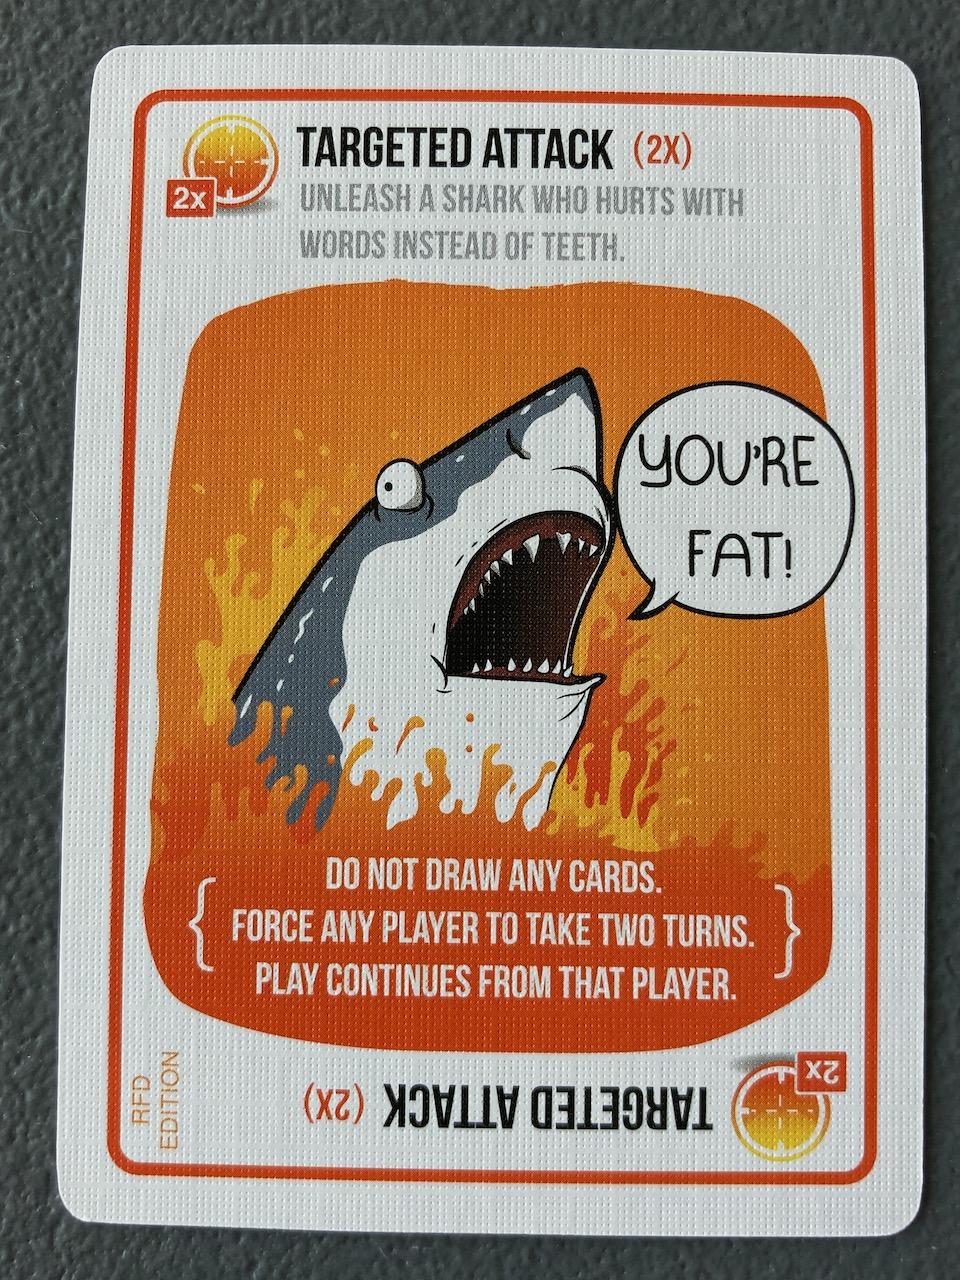 TARGETED ATTACK (2X)
2x
UNLEASH A SHARK WHO HURTS WITH
WORDS INSTEAD OF TEETH.
YOU'RE
FAT!
DO NOT DRAW ANY CARDS.
{ FORCE ANY PLAYER TO TAKE TWO TURNS. }
PLAY CONTINUES FROM THAT PLAYER.
RFD
EDITION
2x
TARGETED ATTACK (2X)